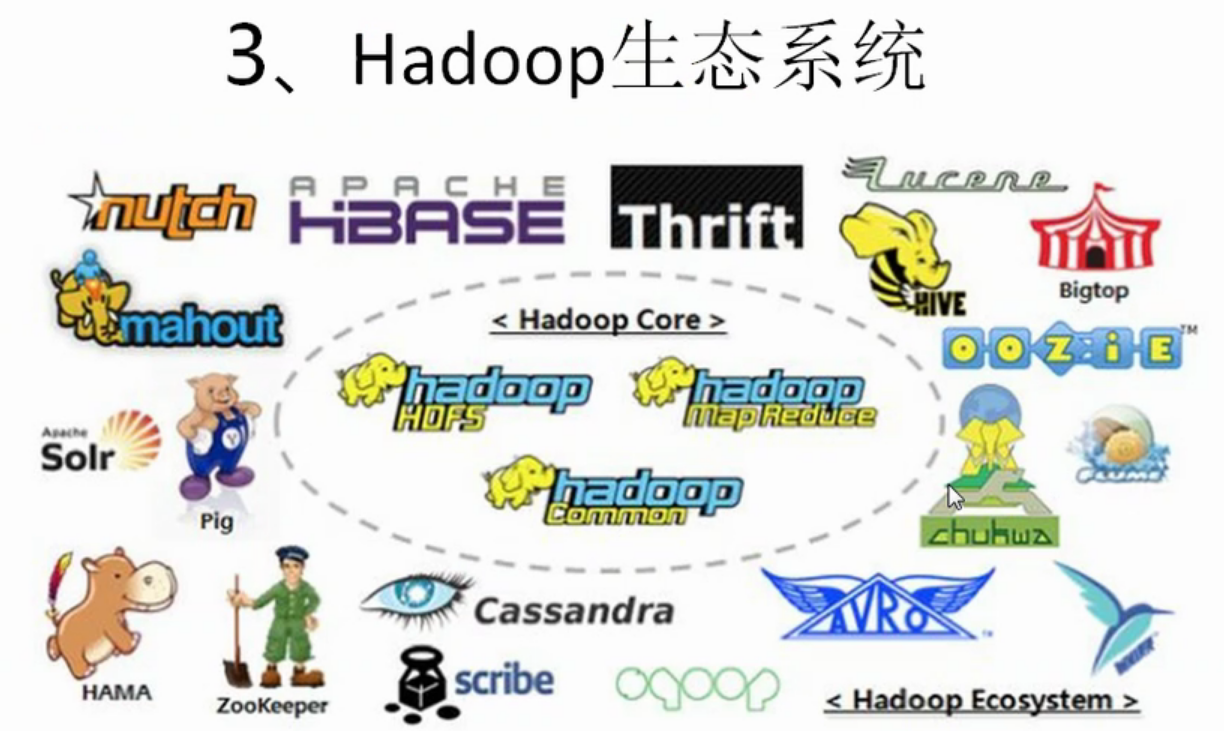 3、Hadoop生态系统
nutch
APACHE
HBASE
Thrift
Lucene
HIVE
Bigtop
mahout
< Hadoop Core >
OOZiE™
hadoop
HDFS
hadoop
Map Reduce
Apache
Solr
Pig
hadoop
Common
chukwa
FLUME
HAMA
ZooKeeper
Cassandra
AVRO™
scribe
sqoop
< Hadoop Ecosystem >